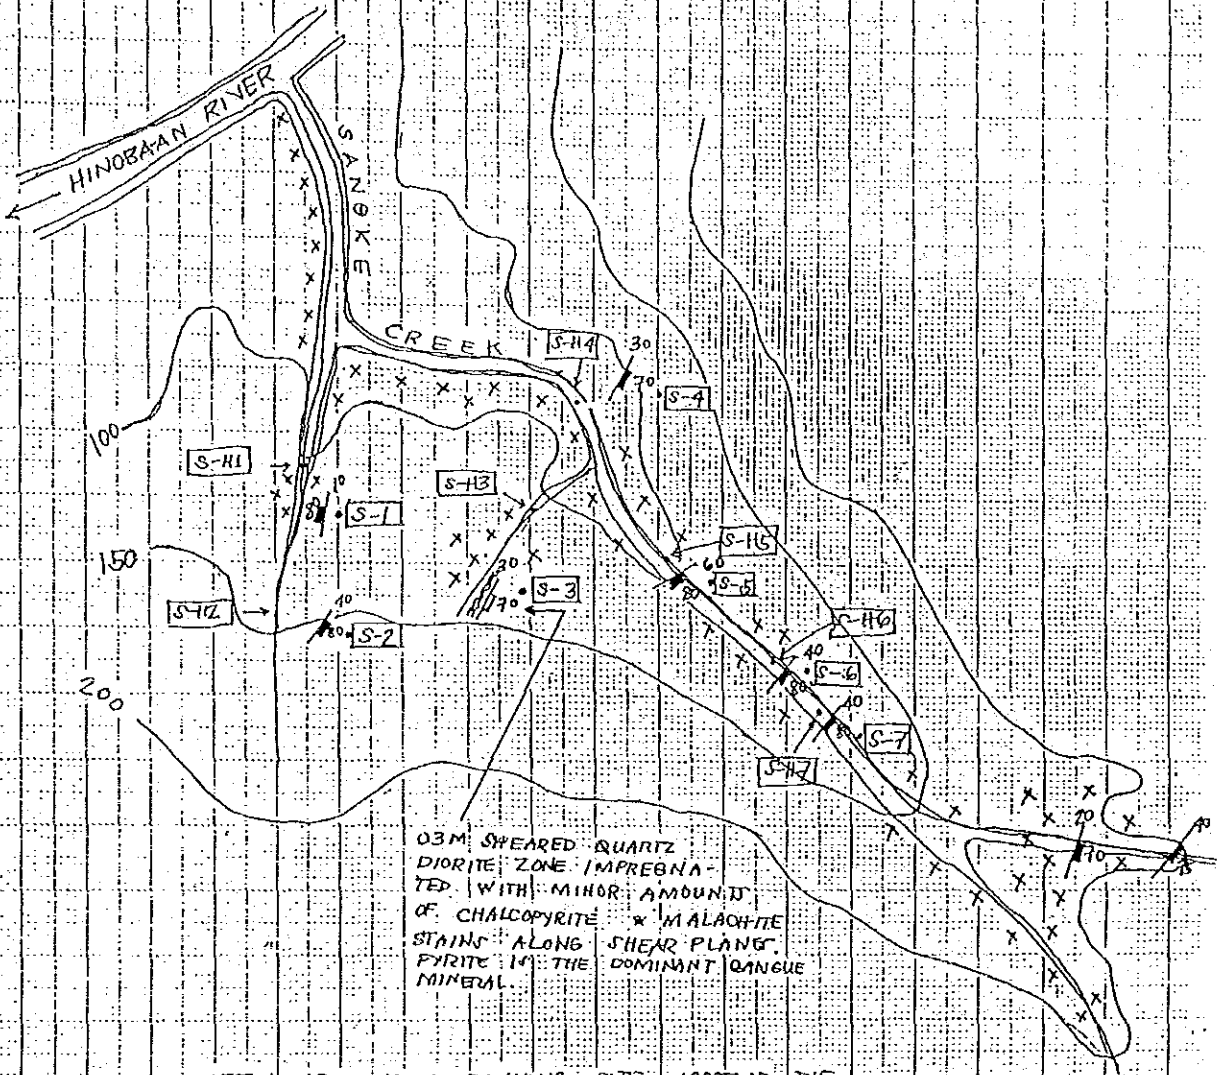 HINOBAAN RIVER
SANOKE
CREEK
S-H4
30
70
S-4
100
S-H1
10
80
S-1
S-H3
150
S-H5
60
S-5
30
S-3
70
S-H2
40
80
S-2
S-H6
40
S-6
80
200
40
80
S-7
S-H7
20
70
40
03M SHEARED QUARTZ
DIORITE ZONE IMPREGNA-
TED WITH MINOR AMOUNTS
OF CHALCOPYRITE & MALACHITE
STAINS ALONG SHEAR PLANE.
PYRITE IS THE DOMINANT GANGUE
MINERAL.